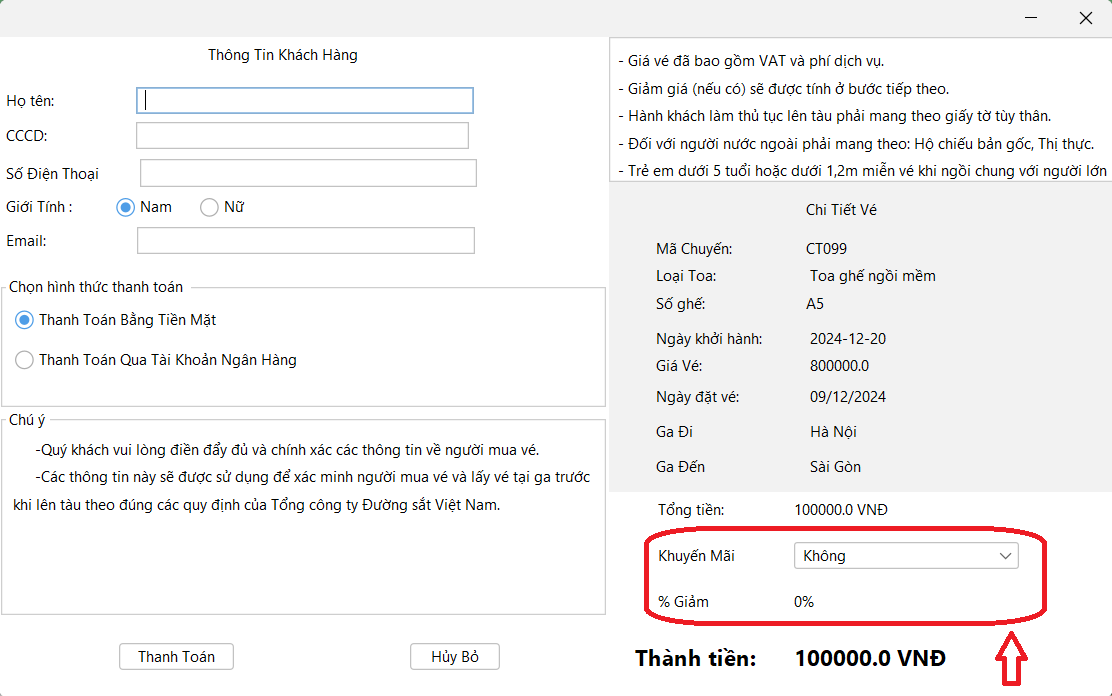 Thông Tin Khách Hàng
Họ tên:
CCCD:
Số Điện Thoại
Giới Tính :
Nam
Nữ
Email:
Chọn hình thức thanh toán
Thanh Toán Bằng Tiền Mặt
Thanh Toán Qua Tài Khoản Ngân Hàng
Chú ý
-Quý khách vui lòng điền đẩy đủ và chính xác các thông tin về người mua vé.
-Các thông tin này sẽ được sử dụng để xác minh người mua vé và lấy vé tại ga trước
khi lên tàu theo đúng các quy định của Tổng công ty Đường sắt Việt Nam.
Thanh Toán
Hủy Bỏ
- Giá vé đã bao gồm VAT và phí dịch vụ.
- Giảm giá (nếu có) sẽ được tính ở bước tiếp theo.
- Hành khách làm thủ tục lên tàu phải mang theo giấy tờ tùy thân.
- Đối với người nước ngoài phải mang theo: Hộ chiếu bản gốc, Thị thực.
- Trẻ em dưới 5 tuổi hoặc dưới 1,2m miễn vé khi ngồi chung với người lớn
Chi Tiết Vé
Mã Chuyến: CT099
Loại Toa: Toa ghế ngồi mềm
Số ghế: A5
Ngày khởi hành: 2024-12-20
Giá Vé: 800000.0
Ngày đặt vé: 09/12/2024
Ga Đi Hà Nội
Ga Đến Sài Gòn
Tổng tiền: 100000.0 VNĐ
Khuyến Mãi Không
% Giảm 0%
Thành tiền: 100000.0 VNĐ